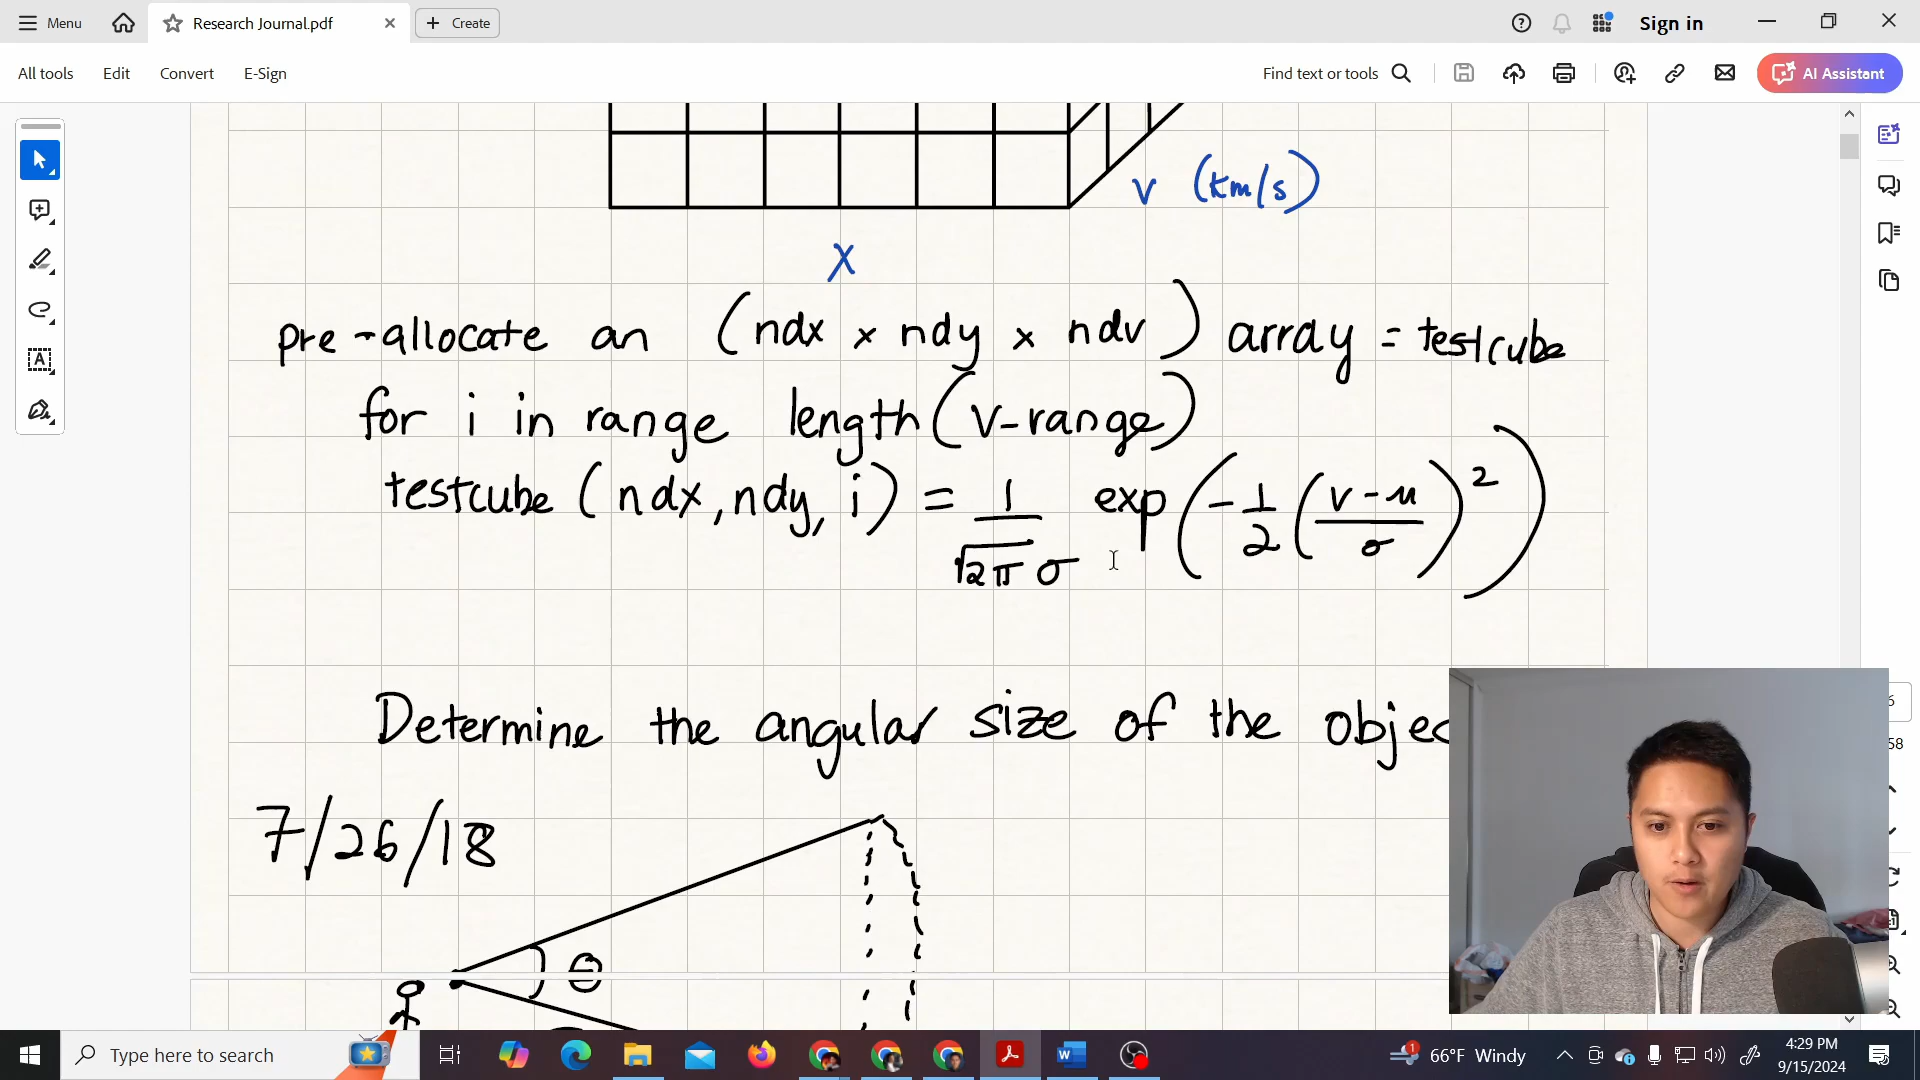 Menu
Research Journal.pdf
Create
Sign in
All tools
Edit
Convert
E-Sign
Find text or tools
AI Assistant
v (km/s)
x
pre-allocate an (ndx × ndy × ndv) array = testcube
for i in range length(v-range)
testcube (ndx, ndy, i) = 1/√2π σ exp(-1/2 (v-μ/σ)²)
Determine the angular size of the objec
7/26/18
θ
6
58
Type here to search
1
66°F Windy
4:29 PM
9/15/2024